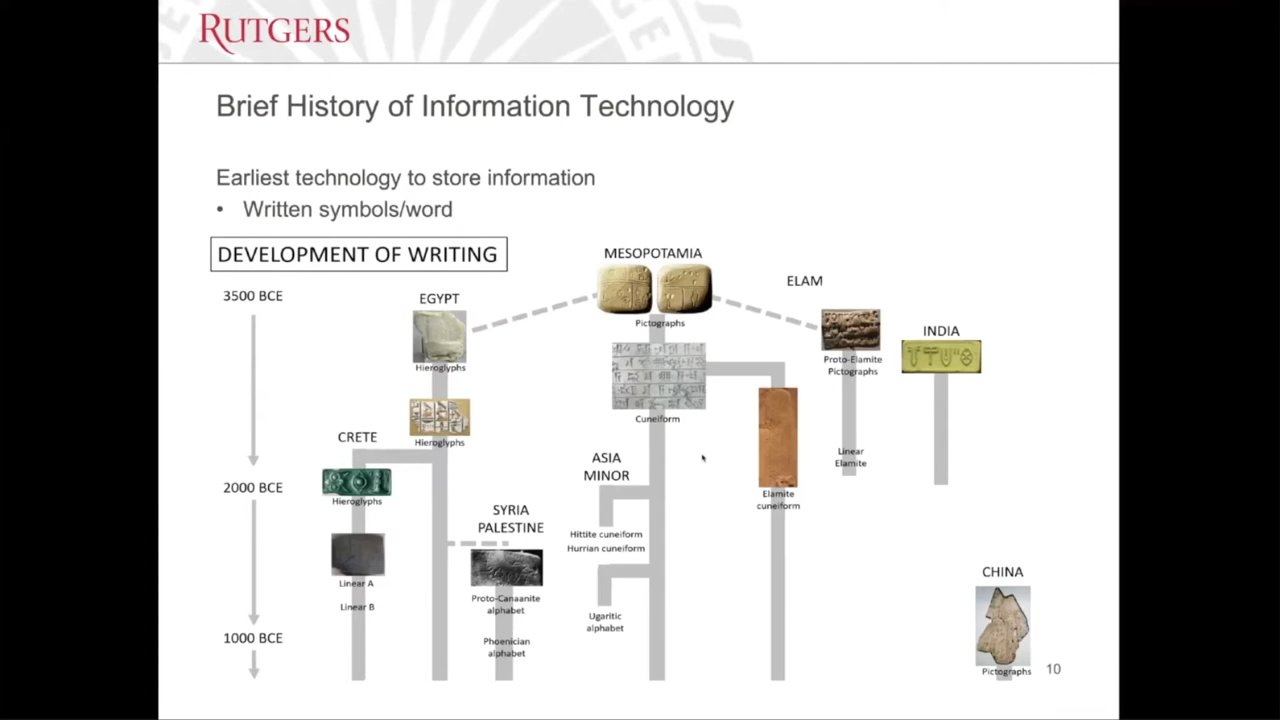 RUTGERS
Brief History of Information Technology
Earliest technology to store information
• Written symbols/word
DEVELOPMENT OF WRITING
MESOPOTAMIA
ELAM
3500 BCE
EGYPT
Pictographs
INDIA
Hieroglyphs
Proto-Elamite
Pictographs
Cuneiform
Hieroglyphs
CRETE
ASIA
MINOR
Linear
Elamite
2000 BCE
Hieroglyphs
Elamite
cuneiform
SYRIA
PALESTINE
Hittite cuneiform
Hurrian cuneiform
CHINA
Linear A
Proto-Canaanite
alphabet
Linear B
Ugaritic
alphabet
1000 BCE
Phoenician
alphabet
Pictographs
10